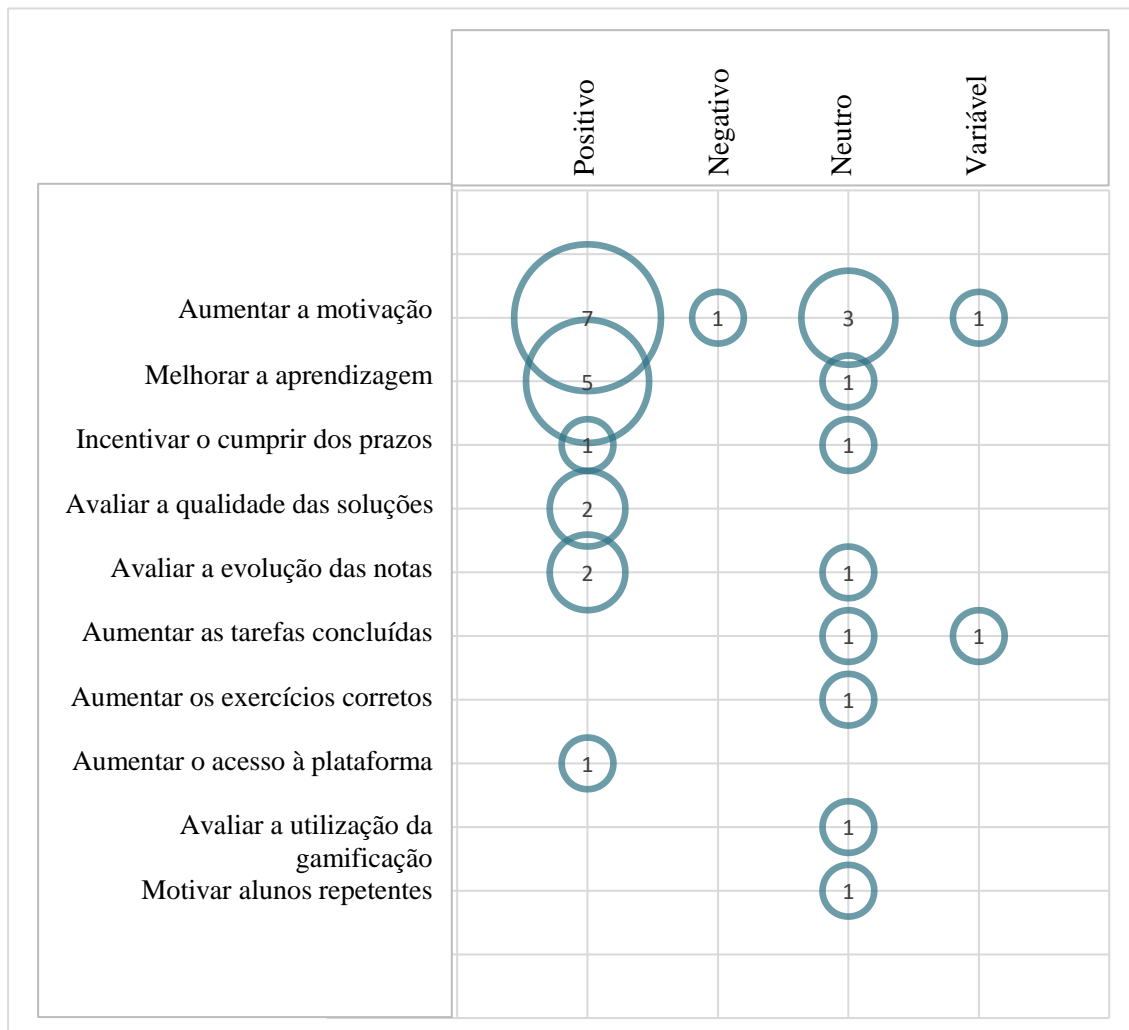 Positivo
Negativo
Neutro
Variável
Aumentar a motivação
7
1
3
1
Melhorar a aprendizagem
5
1
Incentivar o cumprir dos prazos
1
1
Avaliar a qualidade das soluções
2
Avaliar a evolução das notas
2
1
Aumentar as tarefas concluídas
1
1
Aumentar os exercícios corretos
1
Aumentar o acesso à plataforma
1
Avaliar a utilização da
gamificação
1
Motivar alunos repetentes
1